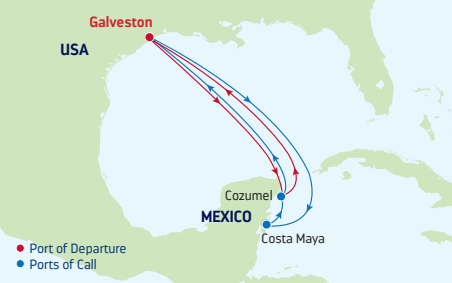 Galveston
USA
Cozumel
MEXICO
Costa Maya
Port of Departure
Ports of Call